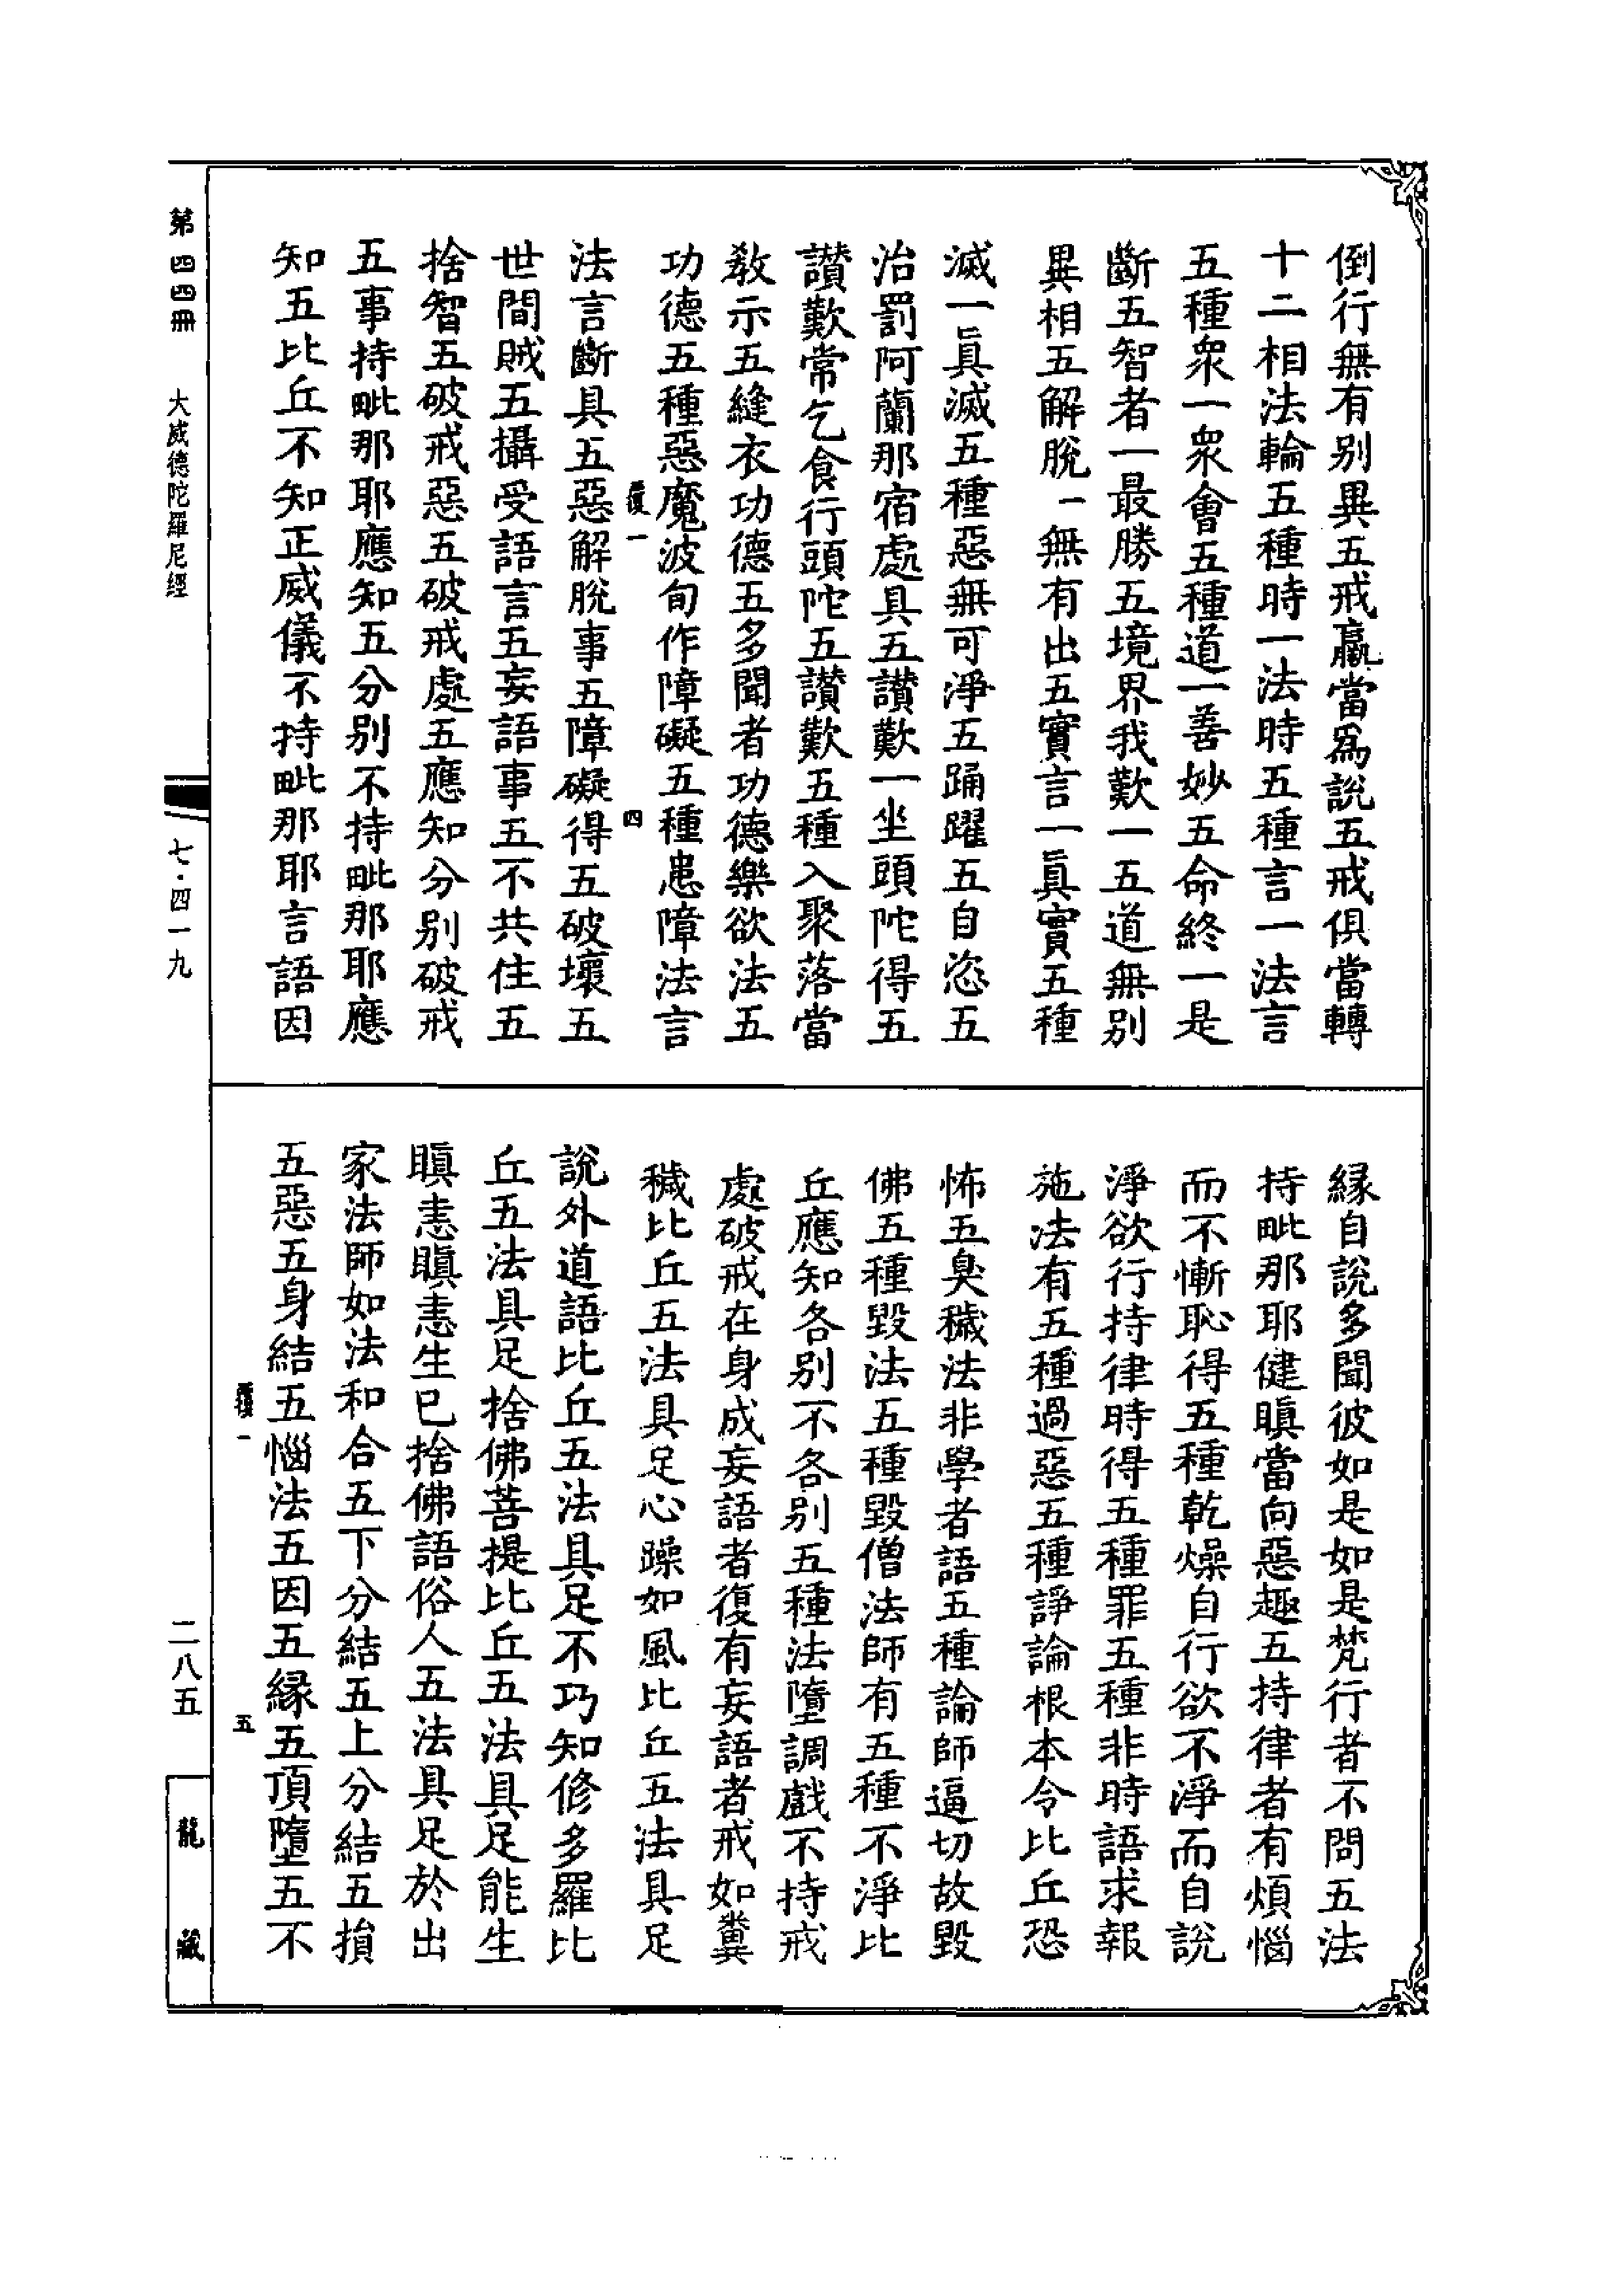 倒行無有别異五戒羸當爲說五戒俱當轉
十二相法輪五種時一法時五種言一法言
五種衆一衆會五種道一善妙五命終一是
斷五智者一最勝五境界我歎一五道無别
異相五解脫一無有出五實言一真實五種
滅一真滅五種惡無可淨五踊躍五自恣五
治罰阿蘭那宿處具五讃歎一坐頭陀得五
讃歎常乞食行頭陀五讃歎五種入聚落當
教示五縫衣功德五多聞者功德樂欲法五
功德五種惡魔波旬作障礙五種患障法言
覆一
四
法言斷具五惡解脫事五障礙得五破壞五
世間賊五攝受語言五妄語事五不共住五
捨智五破戒惡五破戒處五應知分别破戒
五事持毗那耶應知五分别不持毗那耶應
知五比丘不知正威儀不持毗那耶言語因
緣自說多聞彼如是如是梵行者不問五法
持毗那耶健瞋當向惡趣五持律者有煩惱
而不慚恥得五種乾燥自行欲不淨而自說
淨欲行持律時得五種罪五種非時語求報
施法有五種過惡五種諍論根本令比丘恐
怖五臭穢法非學者語五種論師逼切故毀
佛五種毀法五種毀僧法師有五種不淨比
丘應知各别不各别五種法墮調戲不持戒
處破戒在身成妄語者復有妄語者戒如糞
穢比丘五法具足心躁如風比丘五法具足
說外道語比丘五法具足不巧知修多羅比
丘五法具足捨佛菩提比丘五法具足能生
瞋恚瞋恚生已捨佛語俗人五法具足於出
家法師如法和合五下分結五上分結五損
五惡五身結五惱法五因五緣五頂墮五不
覆一
五
第四四冊
大威德陀羅尼經
七·四一九
二八五
龍藏